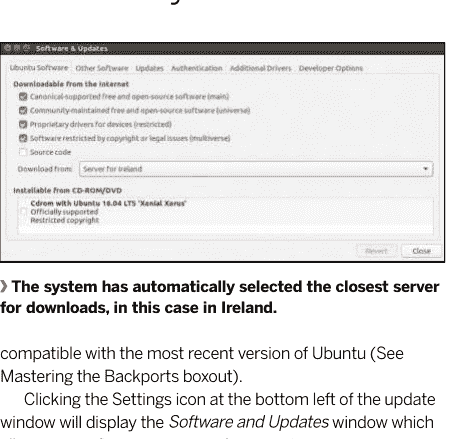 Software & Updates
Ubuntu Software Other Software Updates Authentication Additional Drivers Developer Options
Downloadable from the Internet
Canonical-supported free and open-source software (main)
Community-maintained free and open-source software (universe)
Proprietary drivers for devices (restricted)
Software restricted by copyright or legal issues (multiverse)
Source code
Download from: Server for Ireland
Installable from CD-ROM/DVD
Cdrom with Ubuntu 16.04 LTS 'Xenial Xerus'
Officially supported
Restricted copyright
Revert Close
❯ The system has automatically selected the closest server
for downloads, in this case in Ireland.
compatible with the most recent version of Ubuntu (See
Mastering the Backports boxout).
Clicking the Settings icon at the bottom left of the update
window will display the Software and Updates window which